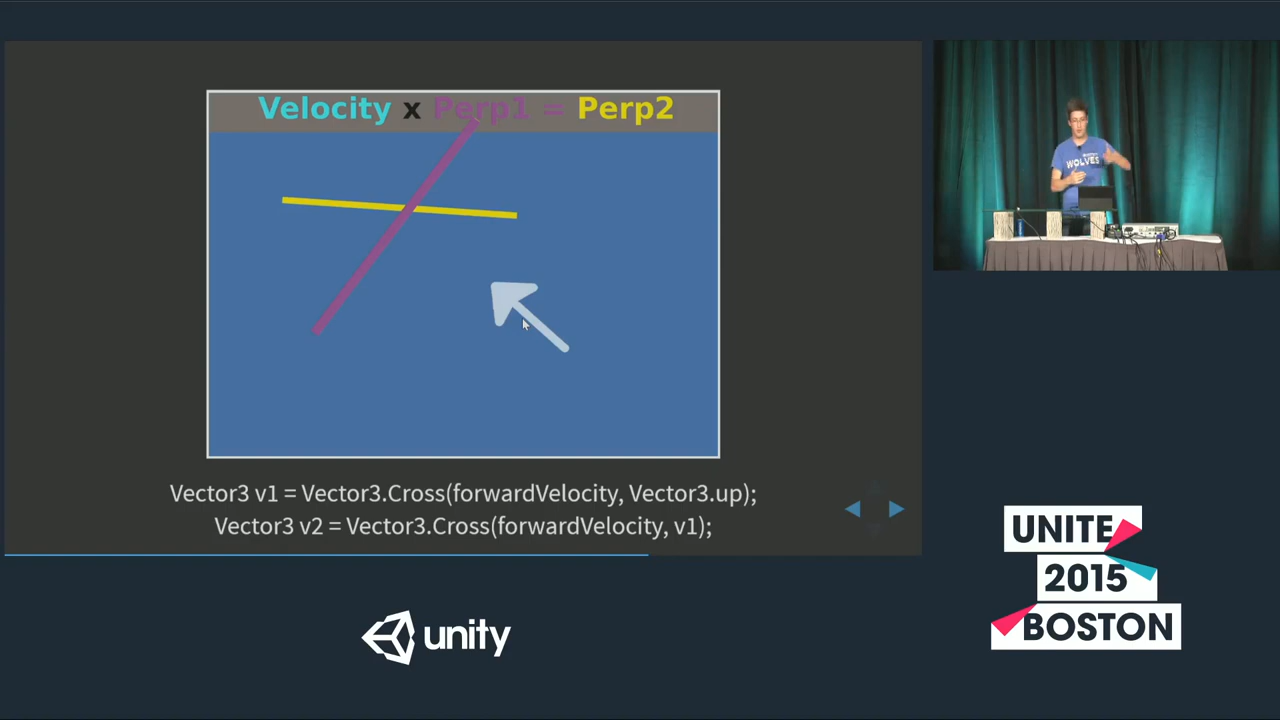 Velocity x Perp1 = Perp2
WOLVES
Vector3 v1 = Vector3.Cross(forwardVelocity, Vector3.up);
Vector3 v2 = Vector3.Cross(forwardVelocity, v1);
UNITE
2015
BOSTON
unity